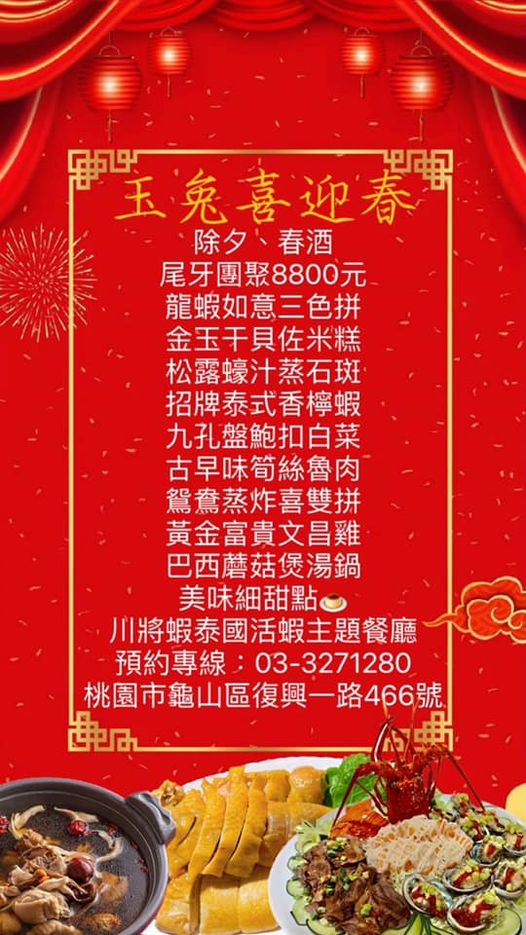 玉兔喜迎春
除夕、春酒
尾牙團聚8800元
龍蝦如意三色拼
金玉干貝佐米糕
松露蠔汁蒸石斑
招牌泰式香檸蝦
九孔盤鮑扣白菜
古早味筍絲魯肉
鴛鴦蒸炸喜雙拼
黃金富貴文昌雞
巴西蘑菇煲湯鍋
美味細甜點🍮
川將蝦泰國活蝦主題餐廳
預約專線：03-3271280
桃園市龜山區復興一路466號